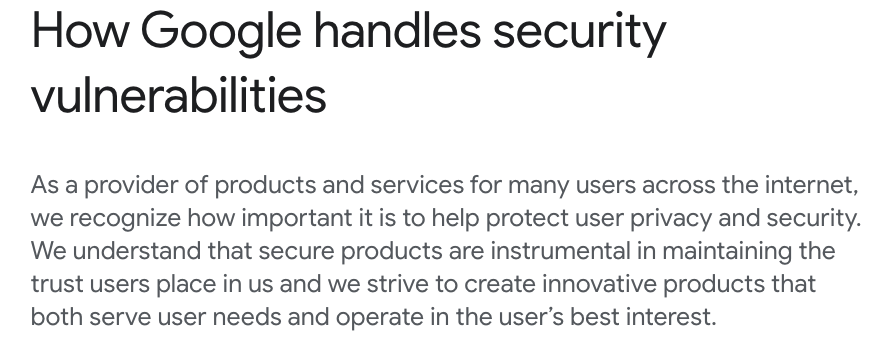 How Google handles security
vulnerabilities
As a provider of products and services for many users across the internet,
we recognize how important it is to help protect user privacy and security.
We understand that secure products are instrumental in maintaining the
trust users place in us and we strive to create innovative products that
both serve user needs and operate in the user’s best interest.